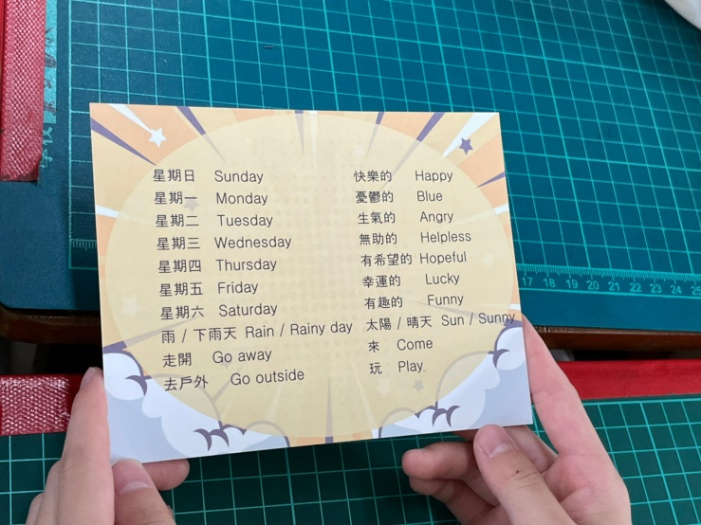 星期日 Sunday
星期一 Monday
星期二 Tuesday
星期三 Wednesday
星期四 Thursday
星期五 Friday
星期六 Saturday
雨 / 下雨天 Rain / Rainy day
走開 Go away
去戶外 Go outside
快樂的 Happy
憂鬱的 Blue
生氣的 Angry
無助的 Helpless
有希望的 Hopeful
幸運的 Lucky
有趣的 Funny
太陽 / 晴天 Sun / Sunny
來 Come
玩 Play
17 18 19 20 21 22 23 24 25